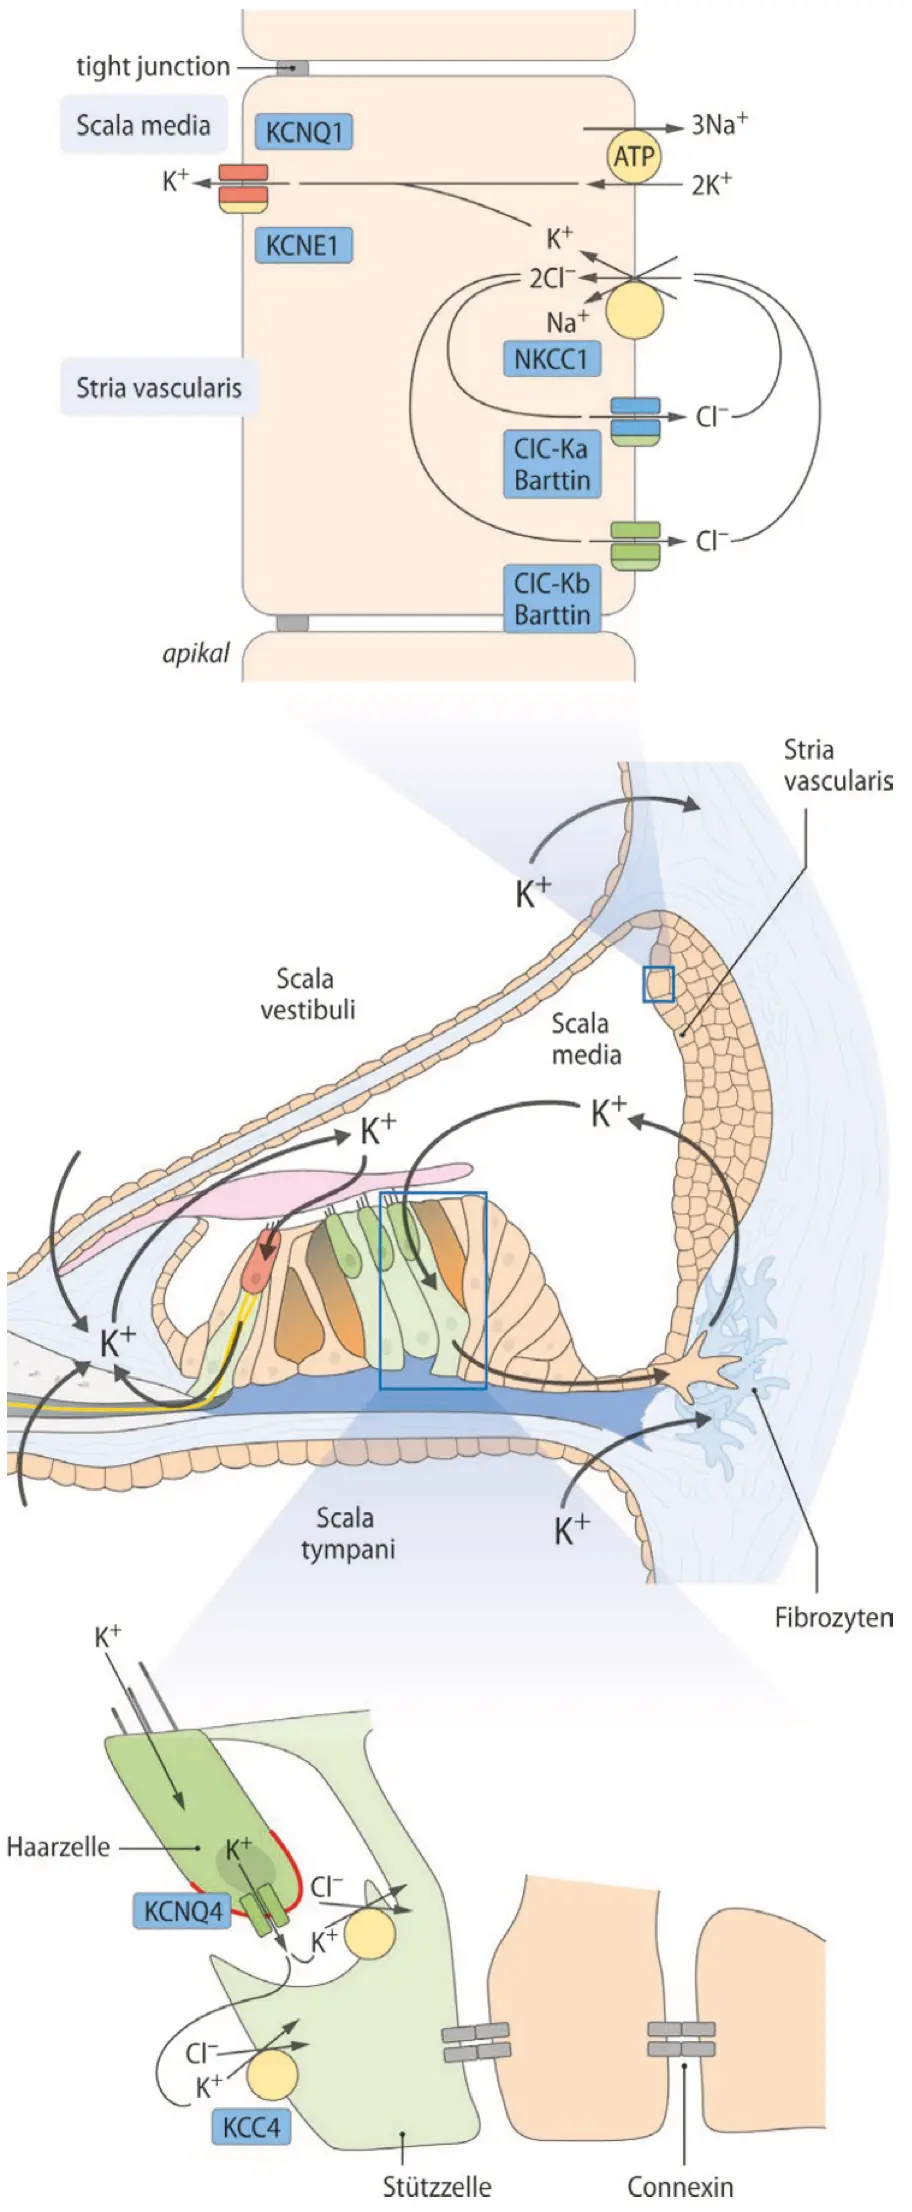 tight junction
Scala media
KCNQ1
3Na⁺
ATP
K⁺
2K⁺
KCNE1
K⁺
2Cl⁻
Na⁺
NKCC1
Stria vascularis
Cl⁻
ClC-Ka
Barttin
Cl⁻
ClC-Kb
Barttin
apikal
Stria
vascularis
K⁺
Scala
vestibuli
Scala
media
K⁺
K⁺
K⁺
Scala
tympani
K⁺
Fibrozyten
K⁺
Haarzelle
K⁺
Cl⁻
KCNQ4
K⁺
Cl⁻
K⁺
KCC4
Stützzelle
Connexin